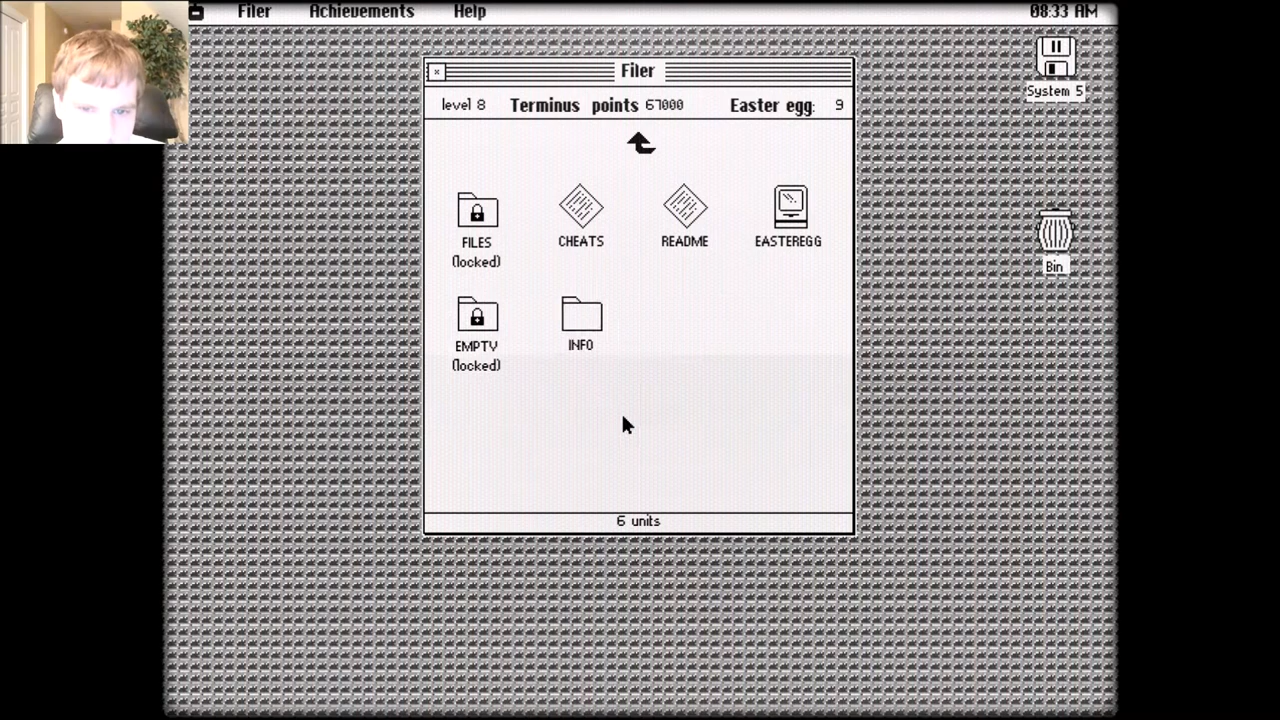 Filer Achievements Help 08:33 AM
Filer
System 5
level 8 Terminus points 67000 Easter egg: 9
FILES CHEATS README EASTEREGG
(locked)
Bin
EMPTY INFO
(locked)
6 units